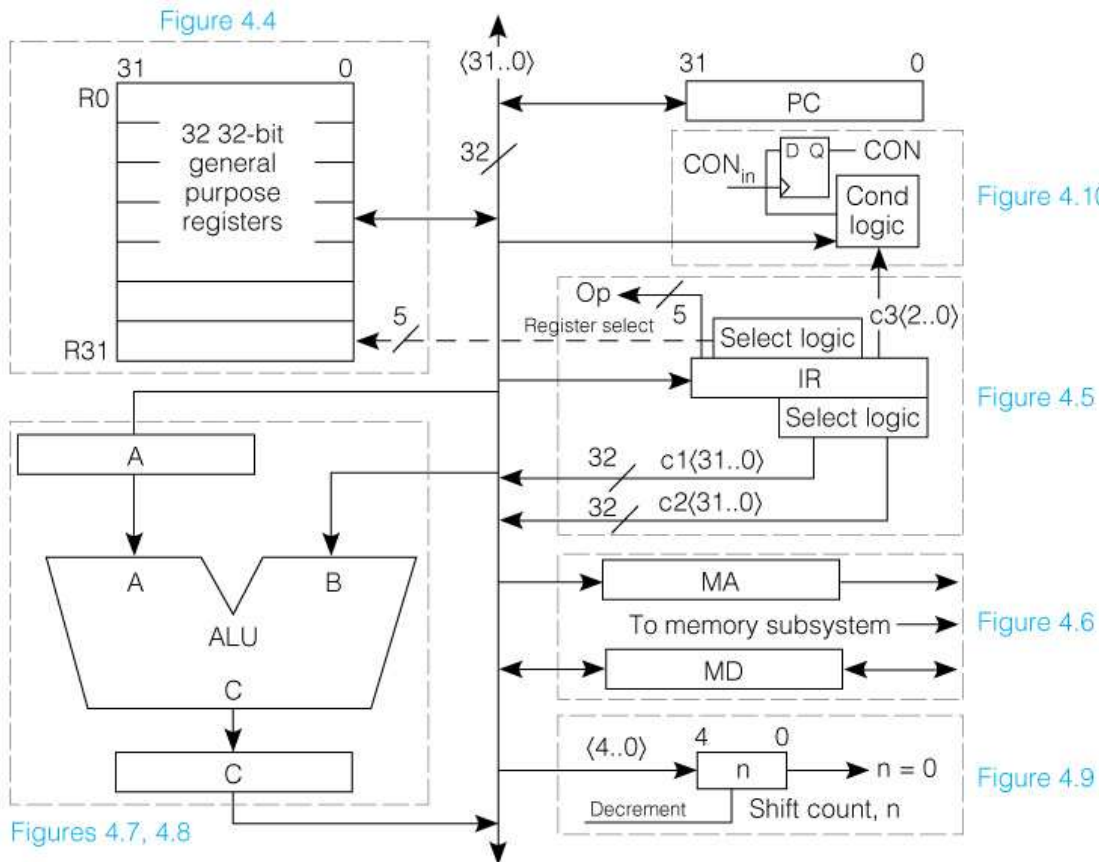 Figure 4.4
31 0
R0
32 32-bit
general
purpose
registers
R31
5
Register select
⟨31..0⟩
32
31 0
PC
D Q
CON
CONin
Cond
logic
Figure 4.10
Op
5
c3⟨2..0⟩
Select logic
IR
Select logic
Figure 4.5
32
c1⟨31..0⟩
32
c2⟨31..0⟩
A
A
B
ALU
C
C
Figures 4.7, 4.8
MA
To memory subsystem
MD
Figure 4.6
⟨4..0⟩
4 0
n
n = 0
Decrement
Shift count, n
Figure 4.9